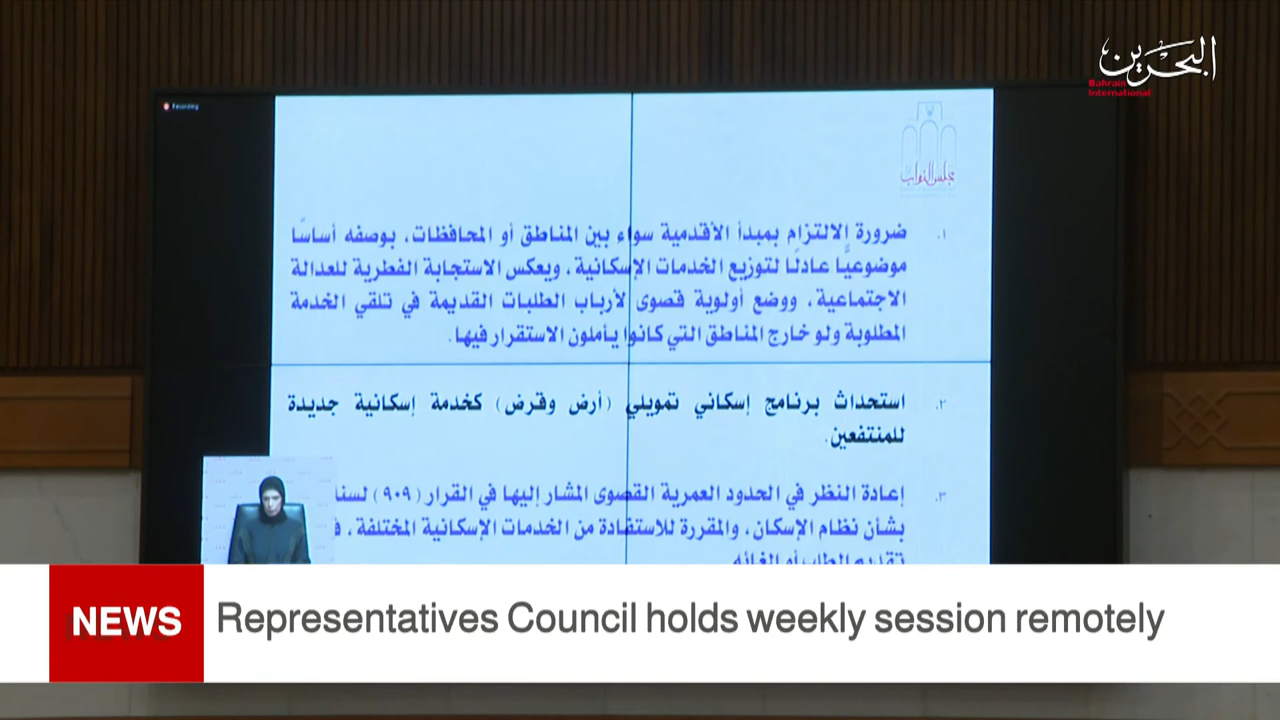 البحرين
Bahrain
International
Recording
مجلس النواب
١. ضرورة الالتزام بمبدأ الأقدمية سواء بين المناطق أو المحافظات، بوصفه أساسًا
موضوعيًّا عادلًا لتوزيع الخدمات الإسكانية، ويعكس الاستجابة الفطرية للعدالة
الاجتماعية، ووضع أولوية قصوى لأرباب الطلبات القديمة في تلقي الخدمة
المطلوبة ولو خارج المناطق التي كانوا يأملون الاستقرار فيها.
٢. استحداث برنامج إسكاني تمويلي (أرض وقرض) كخدمة إسكانية جديدة
للمنتفعين.
٣. إعادة النظر في الحدود العمرية القصوى المشار إليها في القرار (٩٠٩) لسنة
بشأن نظام الإسكان، والمقررة للاستفادة من الخدمات الإسكانية المختلفة،
تقديم الطلب أو إلغائه
NEWS
Representatives Council holds weekly session remotely